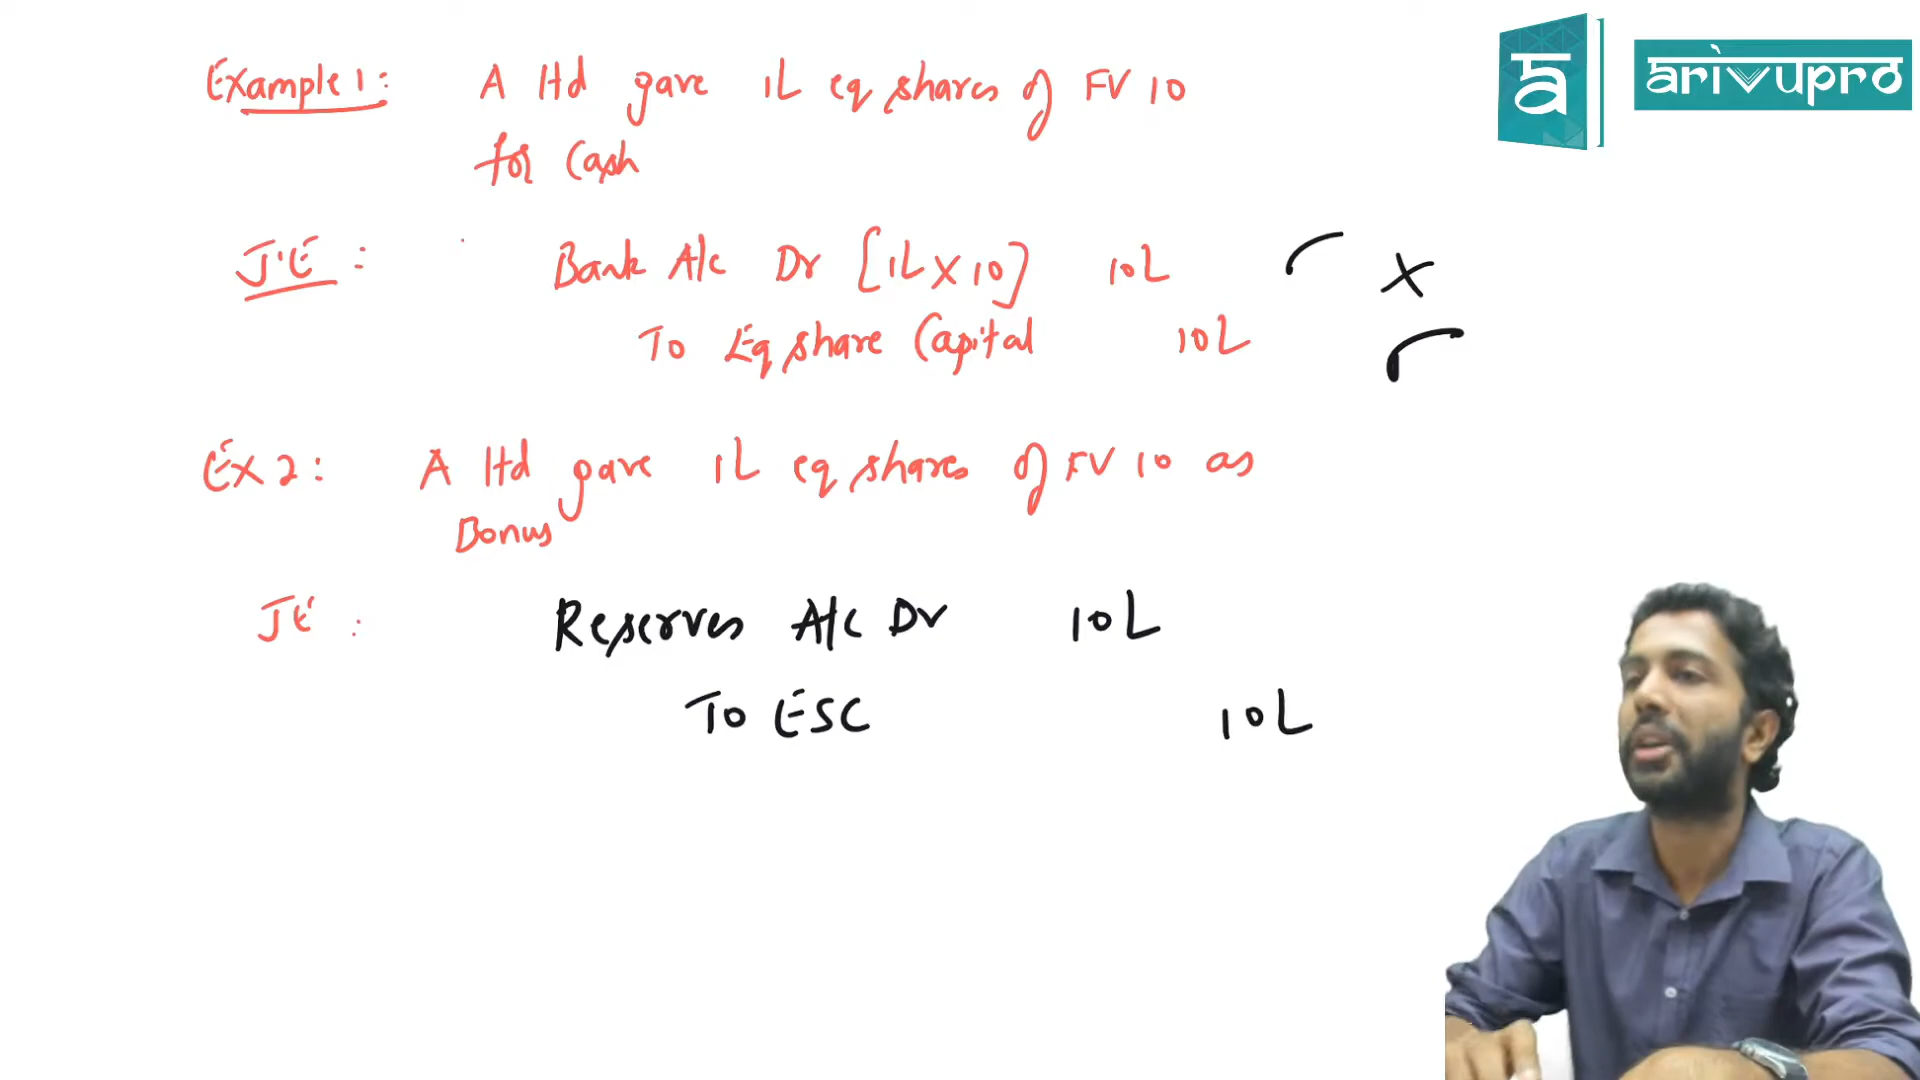 arivupro
Example 1: A ltd gave 1L eq shares of FV 10
for Cash
J.E : Bank A/c Dr [1L X 10] 10L
To Eq share Capital 10L
X
Ex 2: A ltd gave 1L eq shares of FV 10 as
Bonus
JE : Reserves A/c Dr 10L
To ESC 10L